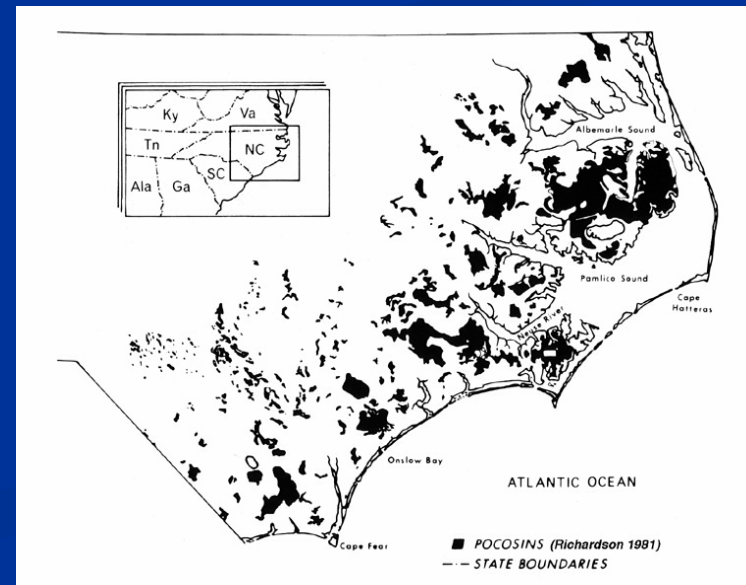 Ky
Va
Tn
NC
SC
Ala
Ga
Albemarle Sound
Pamlico Sound
Cape
Hatteras
Neuse River
Onslow Bay
ATLANTIC OCEAN
Cape Fear
POCOSINS (Richardson 1981)
STATE BOUNDARIES